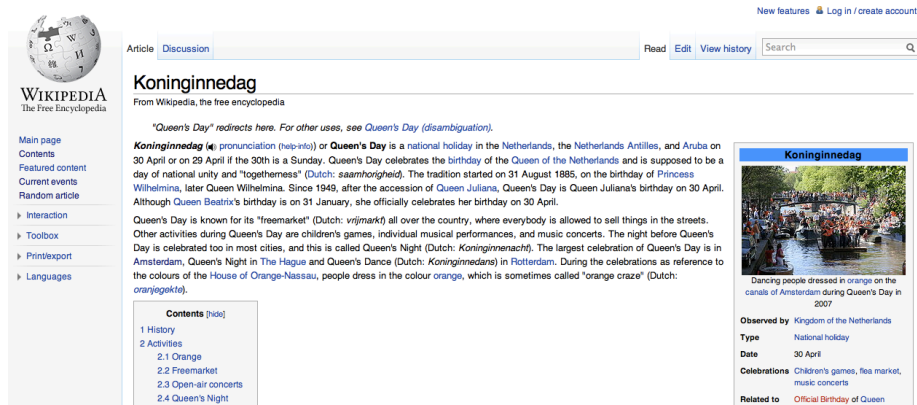 New features Log in / create account
Article Discussion Read Edit View history Search
WIKIPEDIA
The Free Encyclopedia
Main page
Contents
Featured content
Current events
Random article
Interaction
Toolbox
Print/export
Languages
Koninginnedag
From Wikipedia, the free encyclopedia
"Queen's Day" redirects here. For other uses, see Queen's Day (disambiguation).
Koninginnedag (pronunciation (help·info)) or Queen's Day is a national holiday in the Netherlands, the Netherlands Antilles, and Aruba on
30 April or on 29 April if the 30th is a Sunday. Queen's Day celebrates the birthday of the Queen of the Netherlands and is supposed to be a
day of national unity and "togetherness" (Dutch: saamhorigheid). The tradition started on 31 August 1885, on the birthday of Princess
Wilhelmina, later Queen Wilhelmina. Since 1949, after the accession of Queen Juliana, Queen's Day is Queen Juliana's birthday on 30 April.
Although Queen Beatrix's birthday is on 31 January, she officially celebrates her birthday on 30 April.
Queen's Day is known for its "freemarket" (Dutch: vrijmarkt) all over the country, where everybody is allowed to sell things in the streets.
Other activities during Queen's Day are children's games, individual musical performances, and music concerts. The night before Queen's
Day is celebrated too in most cities, and this is called Queen's Night (Dutch: Koninginnenacht). The largest celebration of Queen's Day is in
Amsterdam, Queen's Night in The Hague and Queen's Dance (Dutch: Koninginnedans) in Rotterdam. During the celebrations as reference to
the colours of the House of Orange-Nassau, people dress in the colour orange, which is sometimes called "orange craze" (Dutch:
oranjegekte).
Contents [hide]
1 History
2 Activities
2.1 Orange
2.2 Freemarket
2.3 Open-air concerts
2.4 Queen's Night
Koninginnedag
Dancing people dressed in orange on the
canals of Amsterdam during Queen's Day in
2007
Observed by Kingdom of the Netherlands
Type National holiday
Date 30 April
Celebrations Children's games, flea market,
music concerts
Related to Official Birthday of Queen